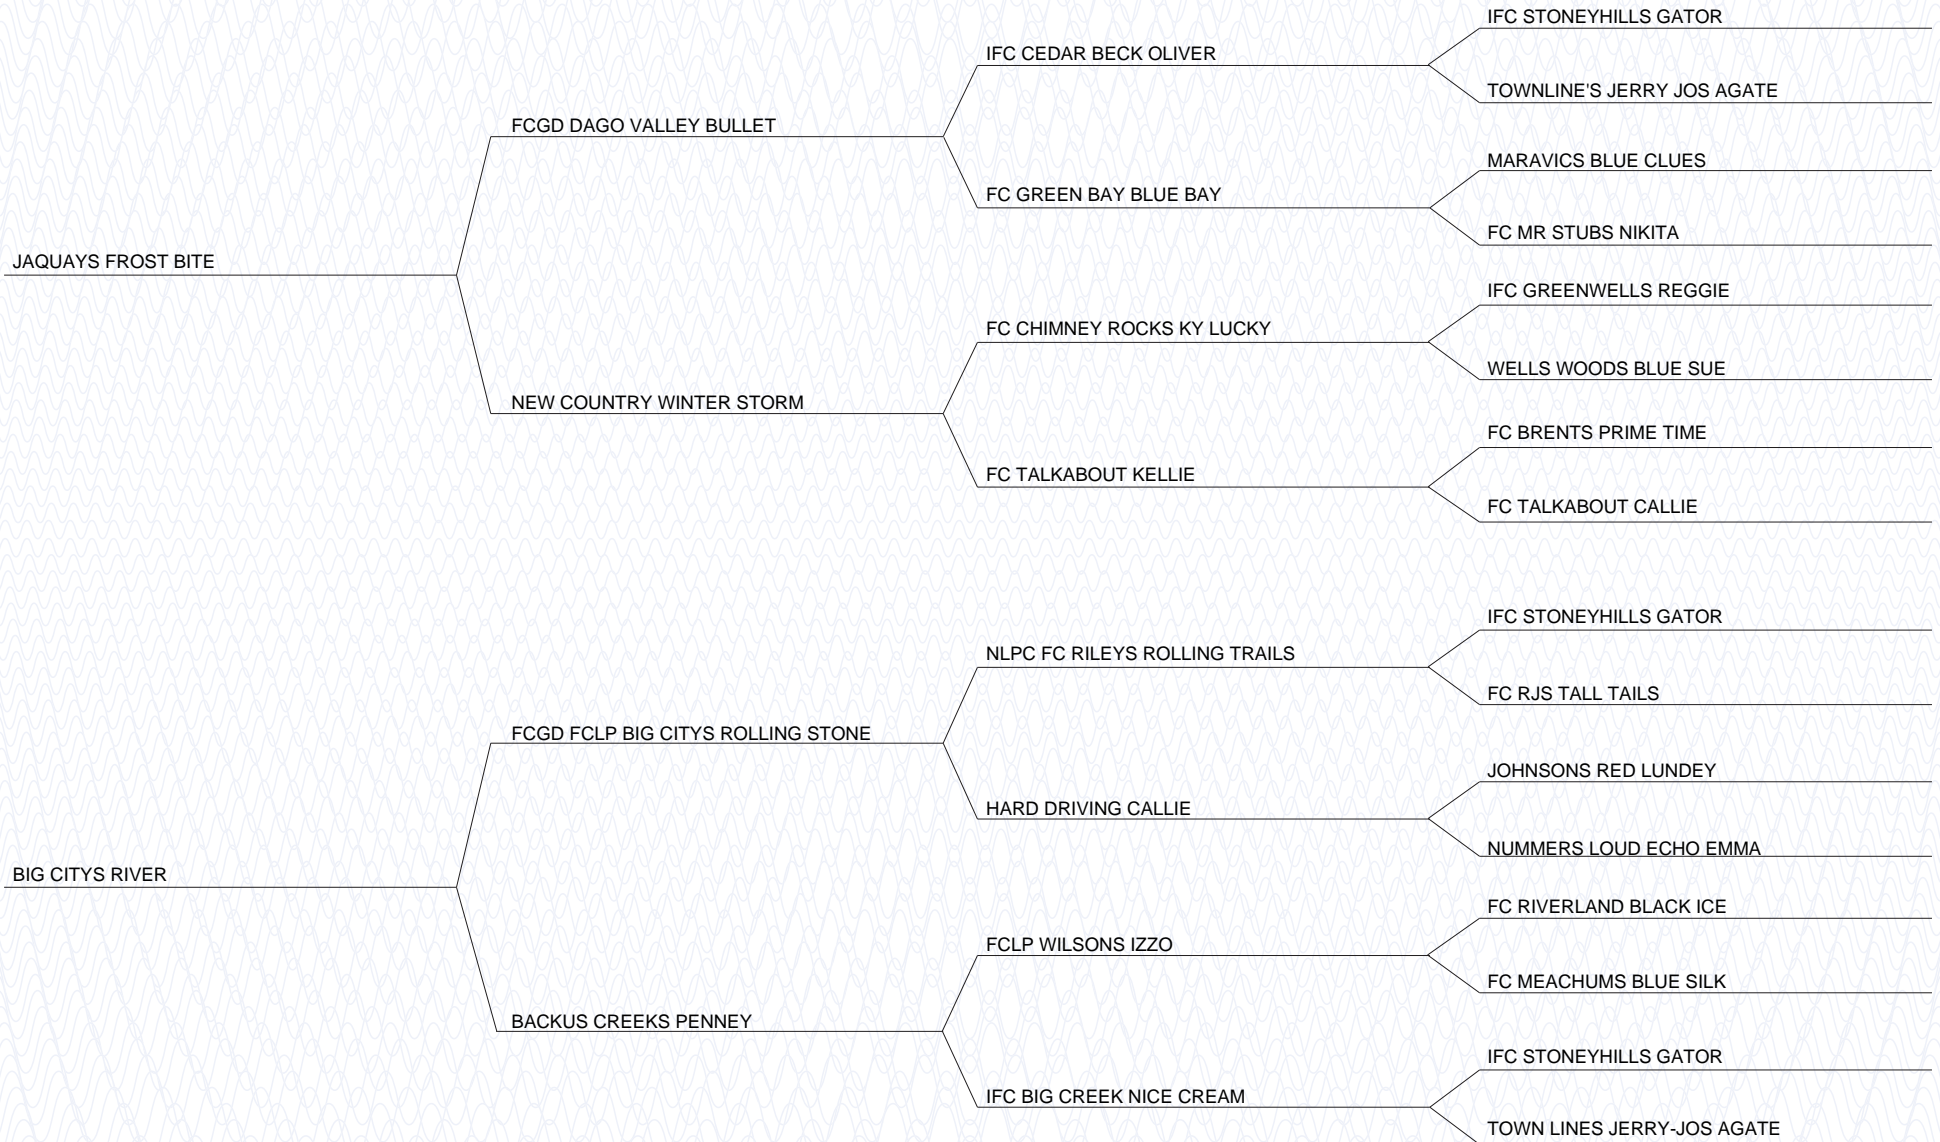 IFC STONEYHILLS GATOR
IFC CEDAR BECK OLIVER
TOWNLINE'S JERRY JOS AGATE
FCGD DAGO VALLEY BULLET
MARAVICS BLUE CLUES
FC GREEN BAY BLUE BAY
FC MR STUBS NIKITA
JAQUAYS FROST BITE
IFC GREENWELLS REGGIE
FC CHIMNEY ROCKS KY LUCKY
WELLS WOODS BLUE SUE
NEW COUNTRY WINTER STORM
FC BRENTS PRIME TIME
FC TALKABOUT KELLIE
FC TALKABOUT CALLIE
IFC STONEYHILLS GATOR
NLPC FC RILEYS ROLLING TRAILS
FC RJS TALL TAILS
FCGD FCLP BIG CITYS ROLLING STONE
JOHNSONS RED LUNDEY
HARD DRIVING CALLIE
NUMMERS LOUD ECHO EMMA
BIG CITYS RIVER
FC RIVERLAND BLACK ICE
FCLP WILSONS IZZO
FC MEACHUMS BLUE SILK
BACKUS CREEKS PENNEY
IFC STONEYHILLS GATOR
IFC BIG CREEK NICE CREAM
TOWN LINES JERRY-JOS AGATE